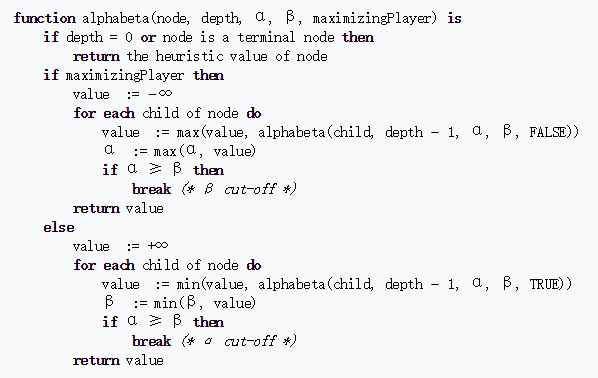 function alphabeta(node, depth, α, β, maximizingPlayer) is
if depth = 0 or node is a terminal node then
return the heuristic value of node
if maximizingPlayer then
value := −∞
for each child of node do
value := max(value, alphabeta(child, depth − 1, α, β, FALSE))
α := max(α, value)
if α ≥ β then
break (* β cut-off *)
return value
else
value := +∞
for each child of node do
value := min(value, alphabeta(child, depth − 1, α, β, TRUE))
β := min(β, value)
if α ≥ β then
break (* α cut-off *)
return value